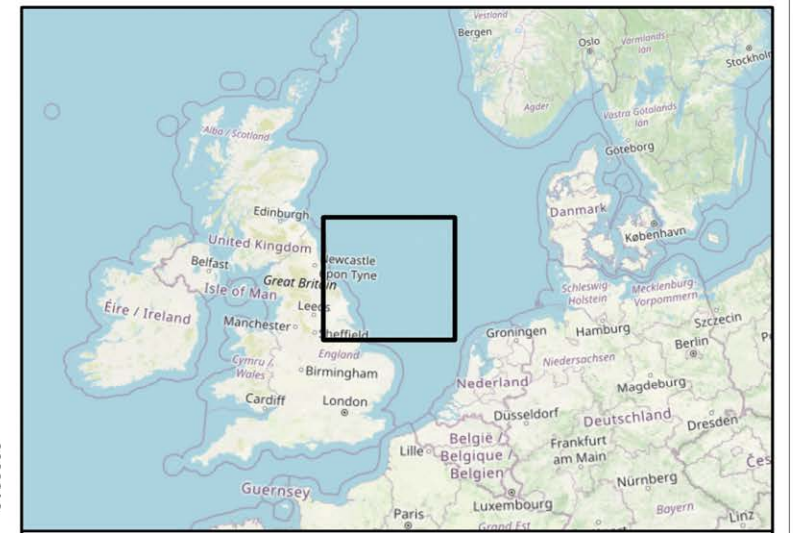 Vestland
Bergen
Oslo
Värmlands
län
Stockholm
Agder
Västra Götalands
län
Alba / Scotland
Göteborg
Danmark
København
Edinburgh
United Kingdom
Newcastle
upon Tyne
Belfast
Great Britain
Isle of Man
Éire / Ireland
Leeds
Manchester
Sheffield
England
Cymru /
Wales
Birmingham
Cardiff
London
Schleswig
Holstein
Mecklenburg-
Vorpommern
Groningen
Hamburg
Szczecin
Berlin
Niedersachsen
Nederland
Magdeburg
Düsseldorf
Deutschland
Dresden
België /
Belgique /
Belgien
Lille
Frankfurt
am Main
Čes
Guernsey
Nürnberg
Luxembourg
Bayern
Linz
Paris
Grand Est